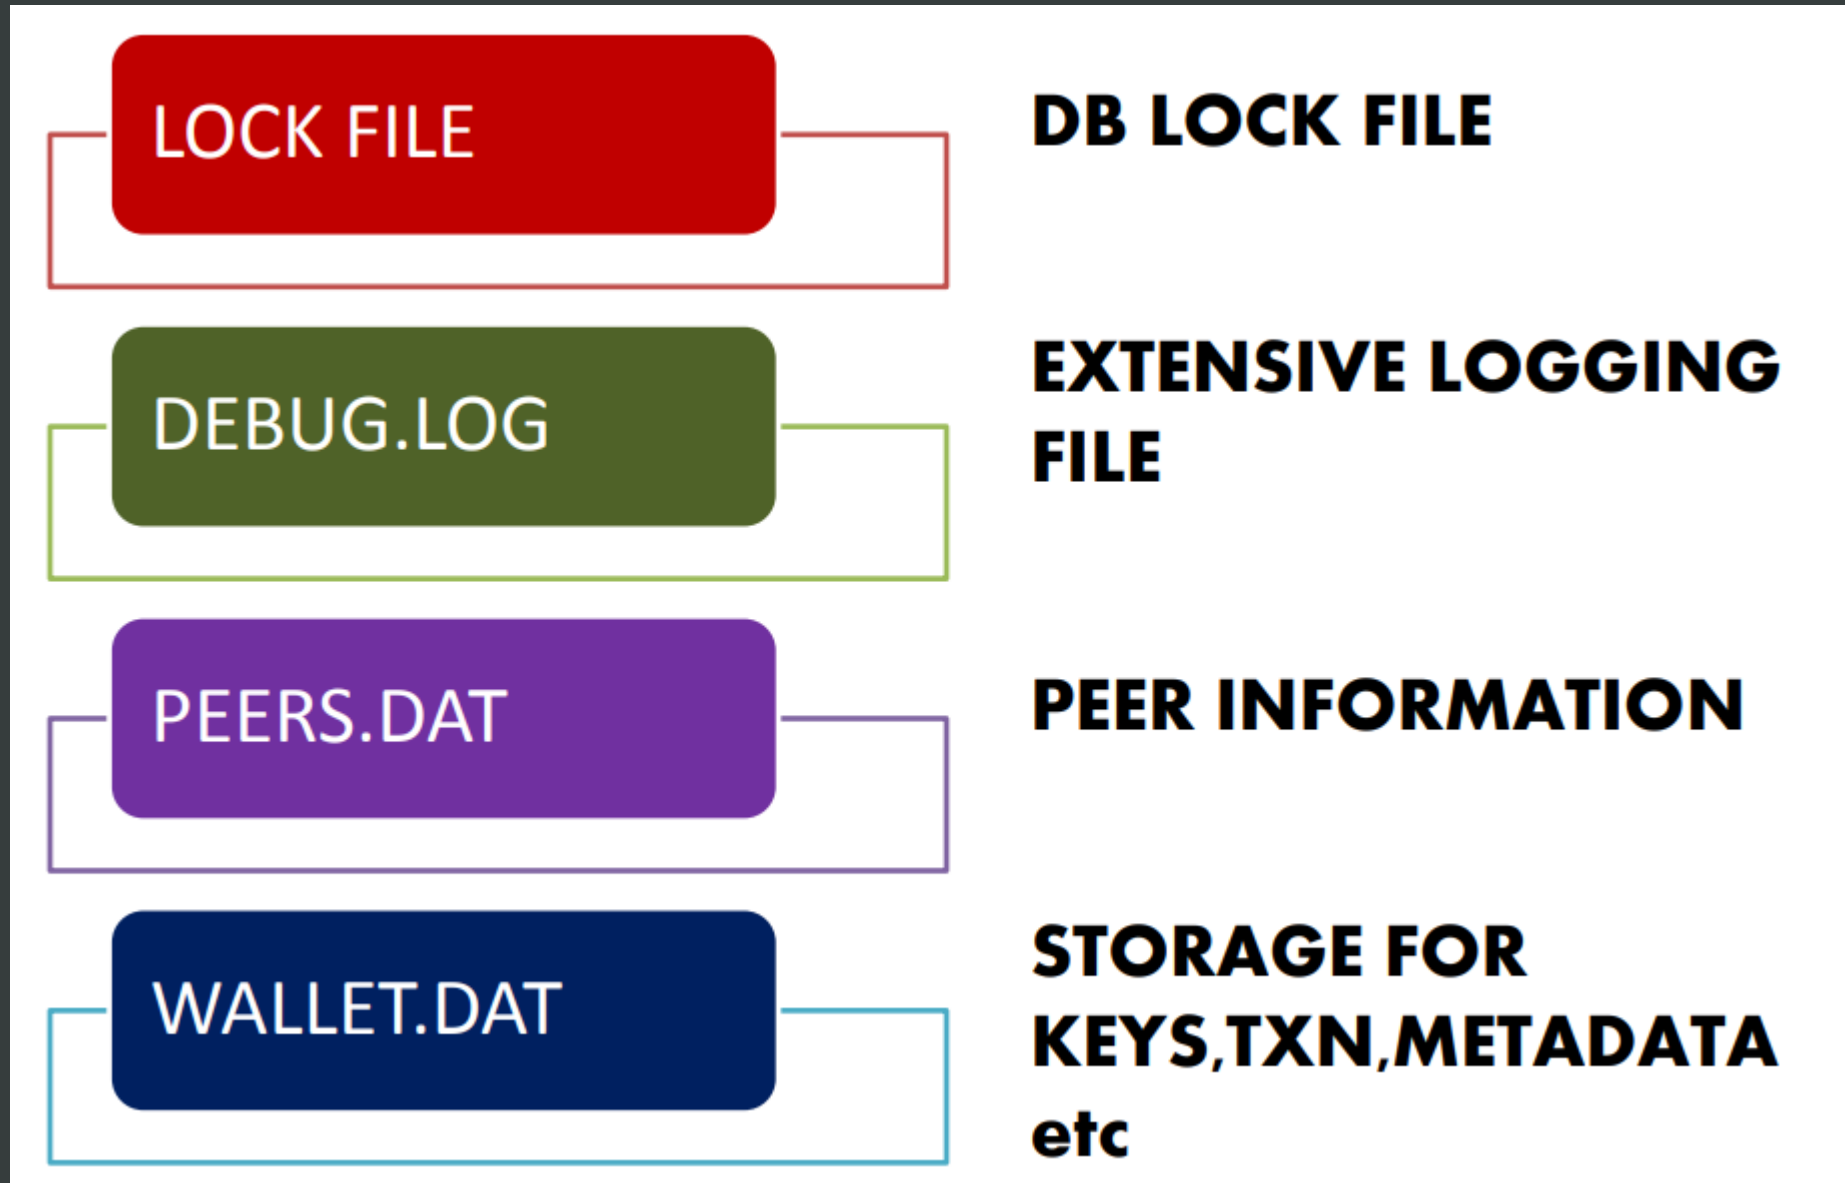 LOCK FILE
DB LOCK FILE
DEBUG.LOG
EXTENSIVE LOGGING
FILE
PEERS.DAT
PEER INFORMATION
WALLET.DAT
STORAGE FOR
KEYS,TXN,METADATA
etc